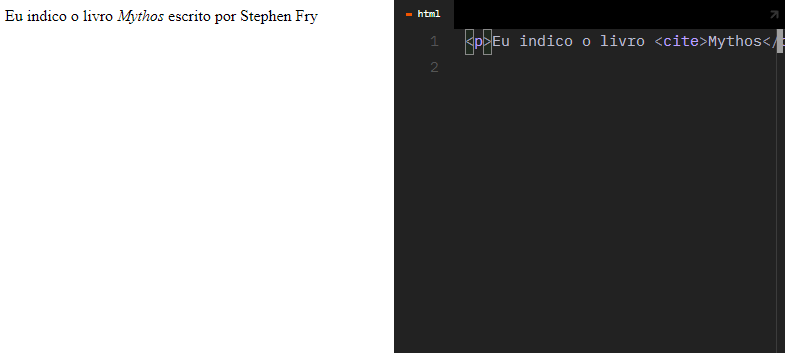 Eu indico o livro Mythos escrito por Stephen Fry
html
1 <p>Eu indico o livro <cite>Mythos</
2